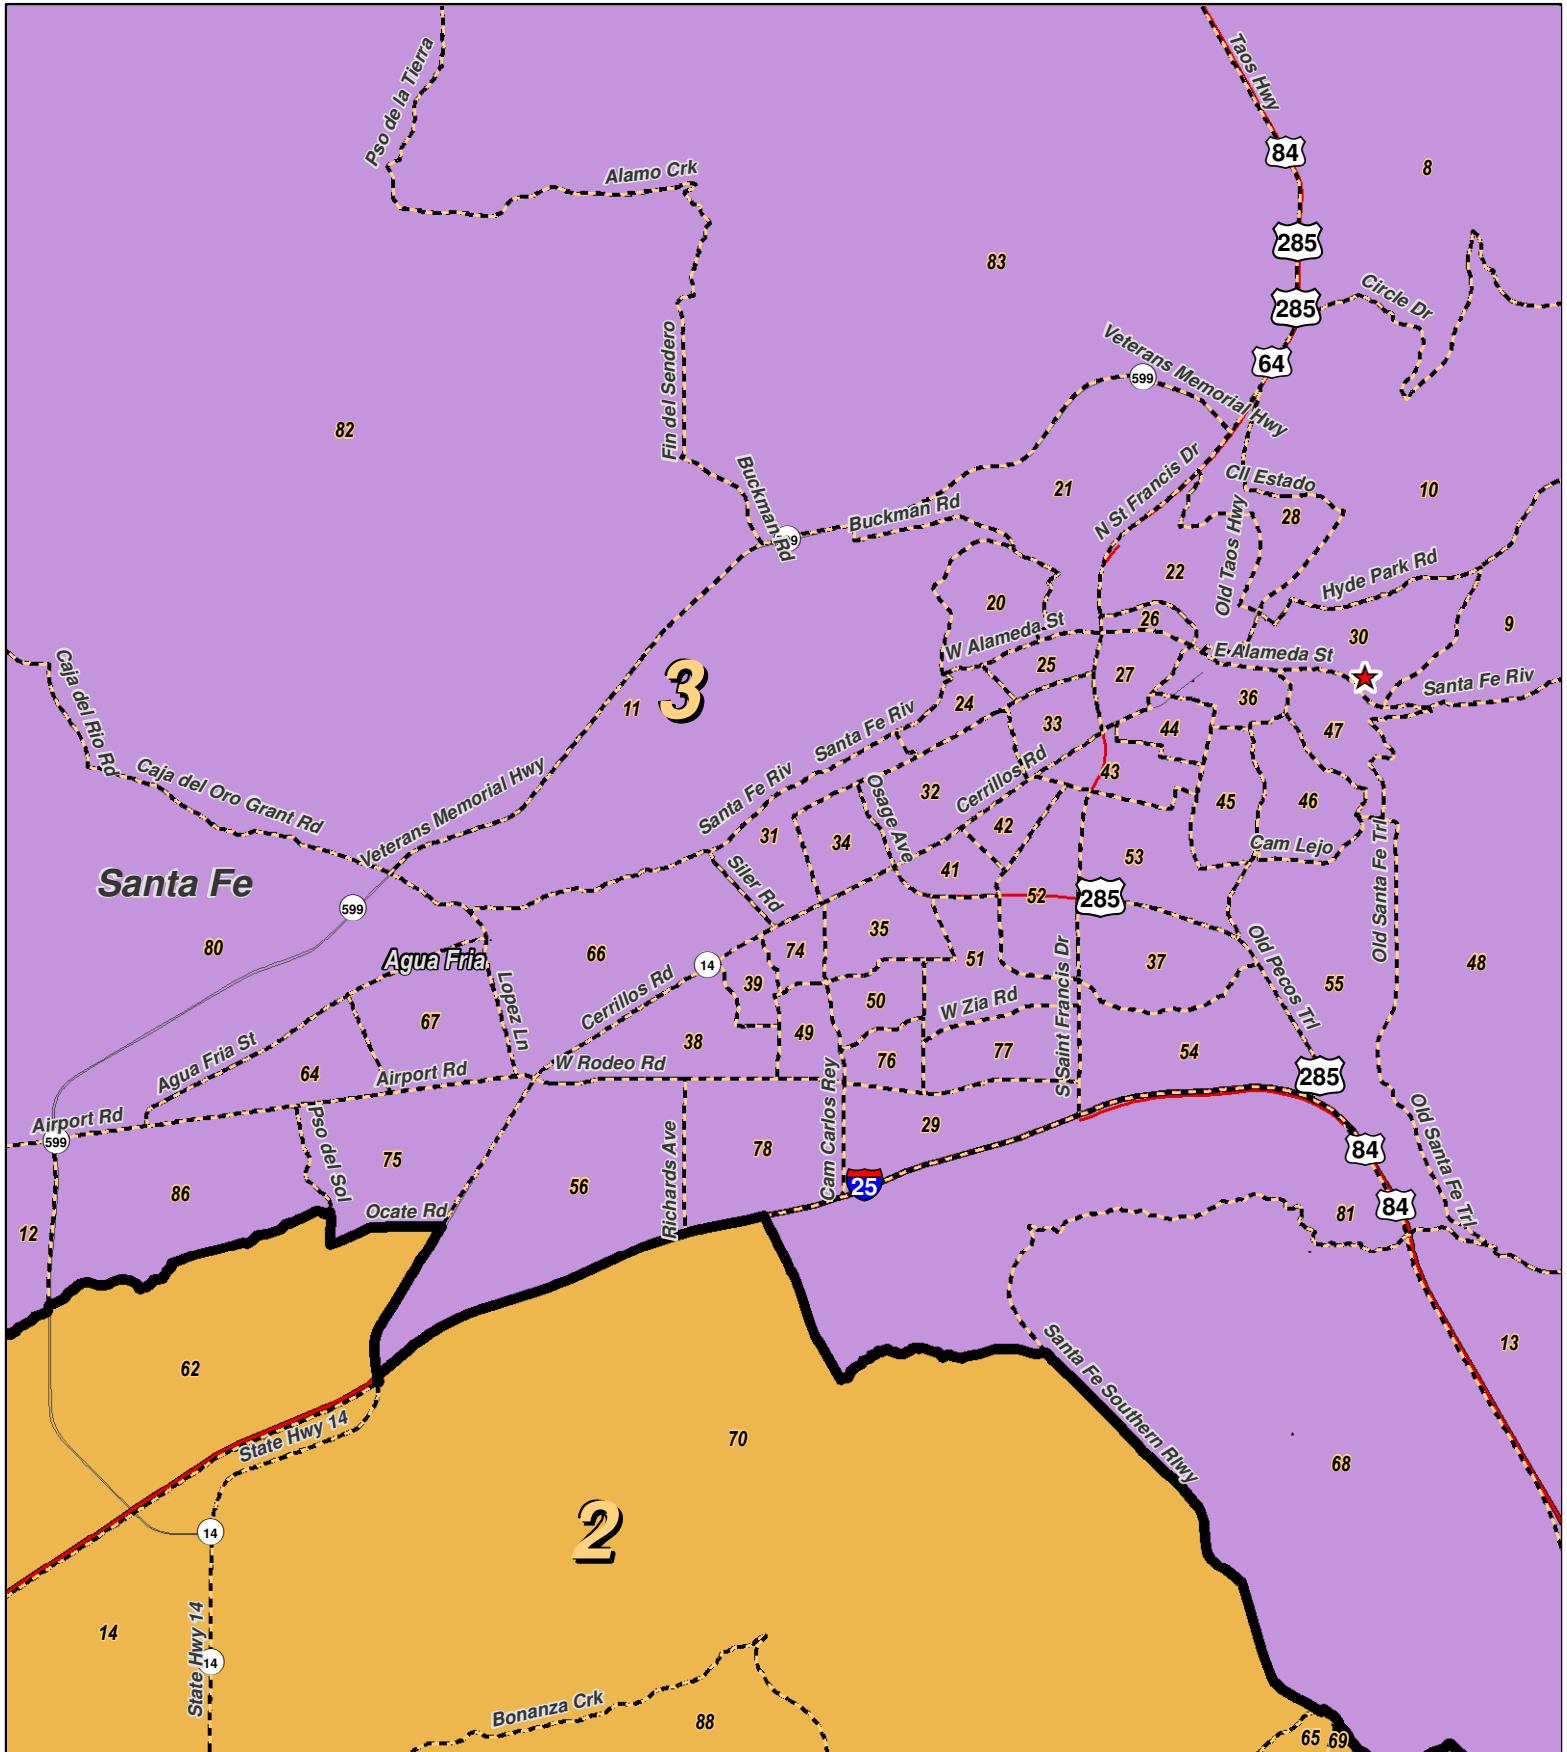 Pso de la Tierra
Taos Hwy
84
8
Alamo Crk
285
83
285
Circle Dr
64
Veterans Memorial Hwy
599
Fin del Sendero
82
Buckman Rd
N St Francis Dr
Cll Estado
21
10
28
Buckman Rd
Old Taos Hwy
Hyde Park Rd
22
20
26
9
30
W Alameda St
E Alameda St
25
27
Santa Fe Riv
Caja del Rio Rd
3
11
24
36
33
44
47
Santa Fe Riv
43
Caja del Oro Grant Rd
Veterans Memorial Hwy
Santa Fe Riv
Osage Ave
32
Cerrillos Rd
45
46
31
34
42
Cam Lejo
Old Santa Fe Trl
53
41
Siler Rd
Santa Fe
52
285
599
80
35
Old Pecos Trl
66
74
51
37
48
Agua Fria
14
39
55
Lopez Ln
Cerrillos Rd
50
W Zia Rd
67
49
S Saint Francis Dr
38
77
54
76
Agua Fria St
64
Airport Rd
W Rodeo Rd
285
Airport Rd
599
Pso del Sol
Cam Carlos Rey
29
Old Santa Fe Trl
75
78
84
Richards Ave
25
86
56
84
81
Ocate Rd
12
13
Santa Fe Southern Rlwy
62
State Hwy 14
70
68
2
14
14
State Hwy 14
14
Bonanza Crk
88
65
69